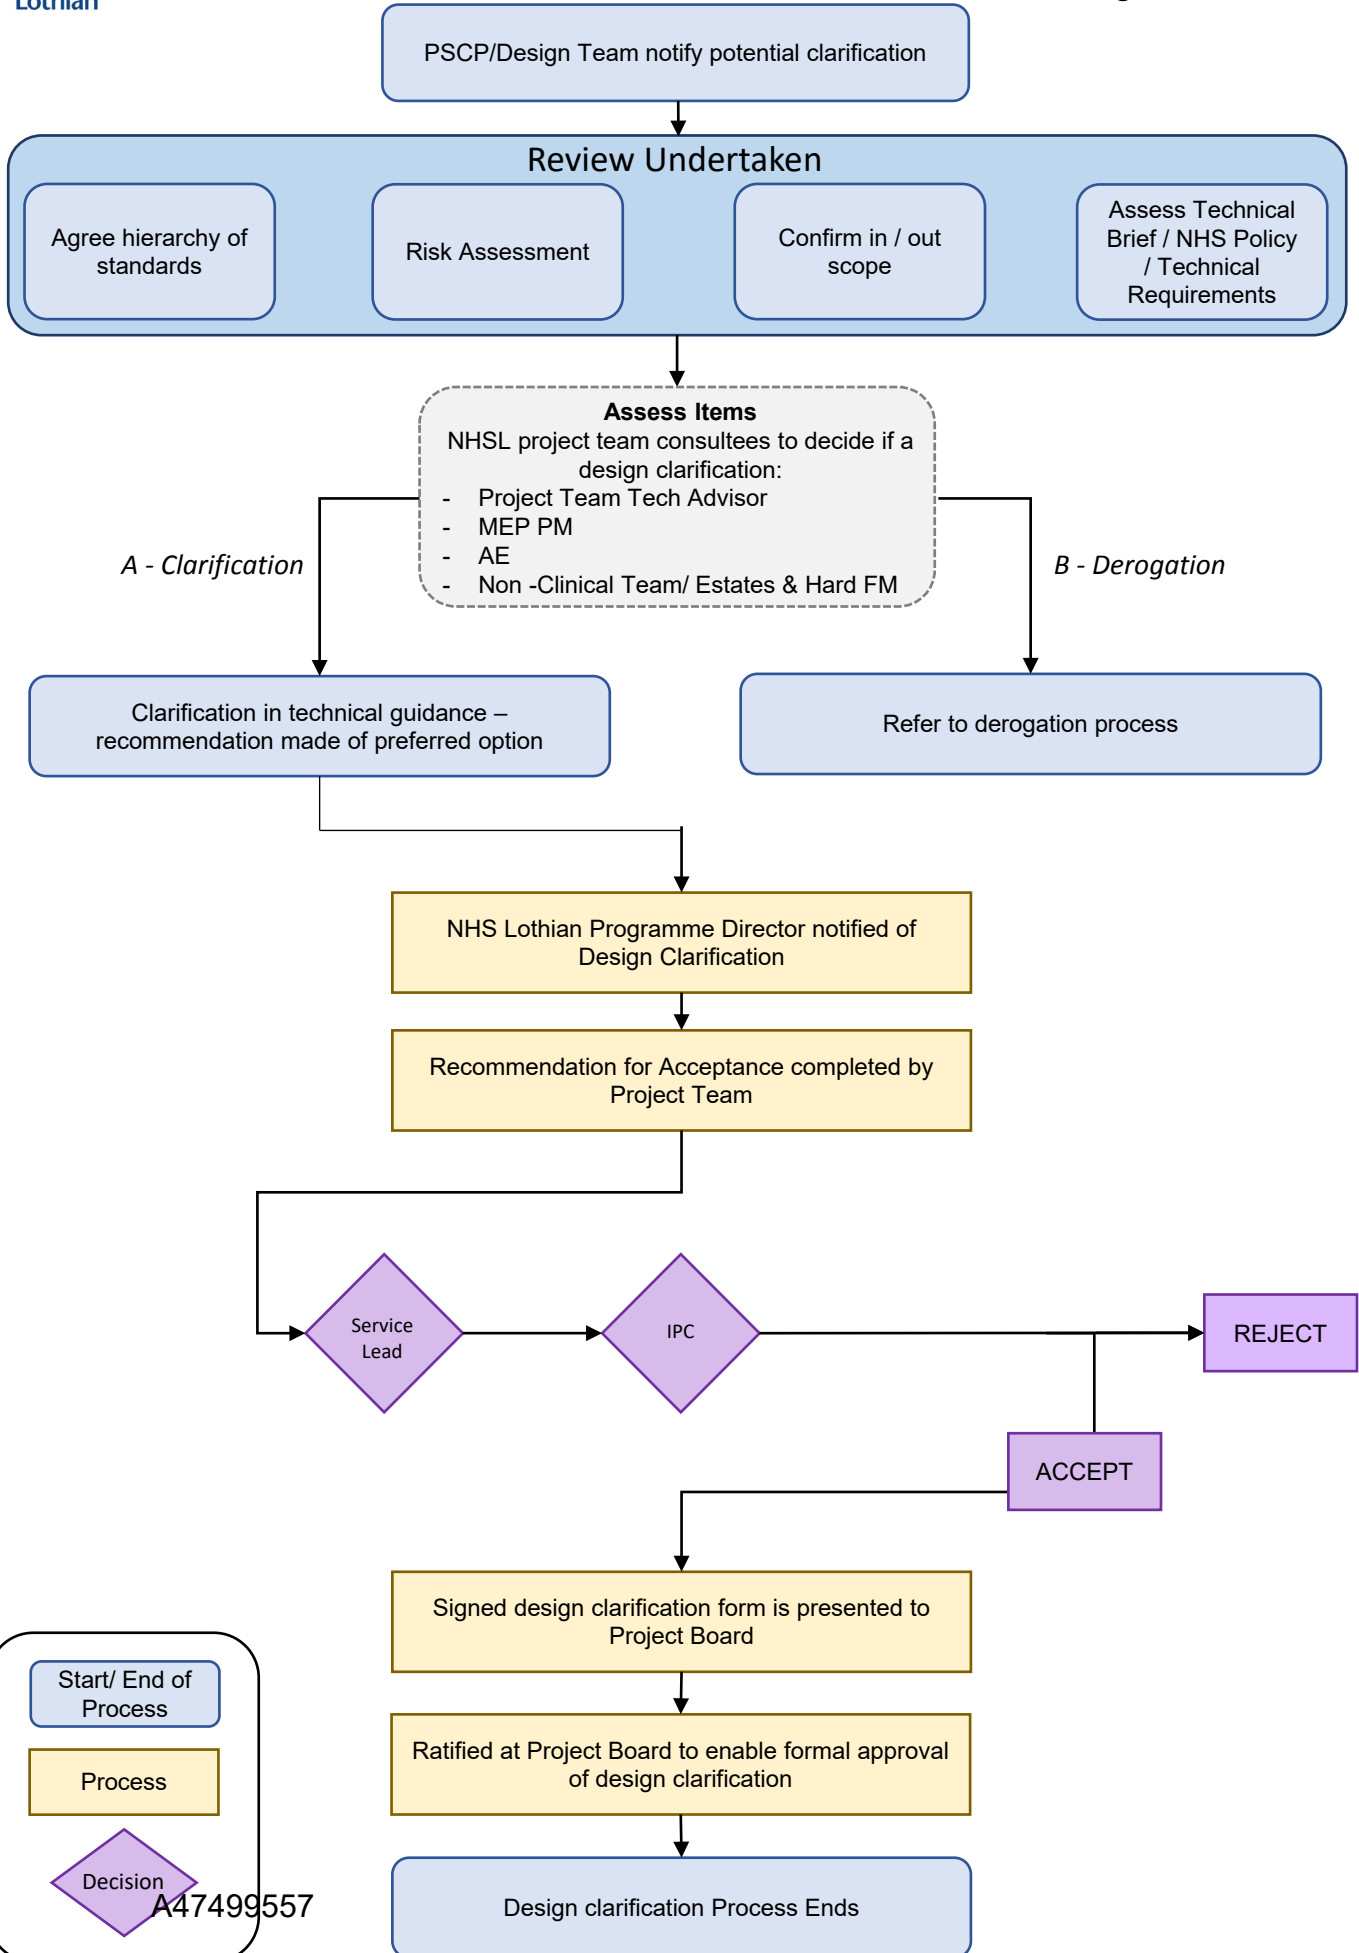 Lothian
PSCP/Design Team notify potential clarification
Review Undertaken
Agree hierarchy of
standards
Risk Assessment
Confirm in / out
scope
Assess Technical
Brief / NHS Policy
/ Technical
Requirements
Assess Items
NHSL project team consultees to decide if a
design clarification:
- Project Team Tech Advisor
- MEP PM
- AE
- Non -Clinical Team/ Estates & Hard FM
A - Clarification
B - Derogation
Clarification in technical guidance –
recommendation made of preferred option
Refer to derogation process
NHS Lothian Programme Director notified of
Design Clarification
Recommendation for Acceptance completed by
Project Team
Service
Lead
IPC
REJECT
ACCEPT
Signed design clarification form is presented to
Project Board
Ratified at Project Board to enable formal approval
of design clarification
Design clarification Process Ends
Start/ End of
Process
Process
Decision
A47499557